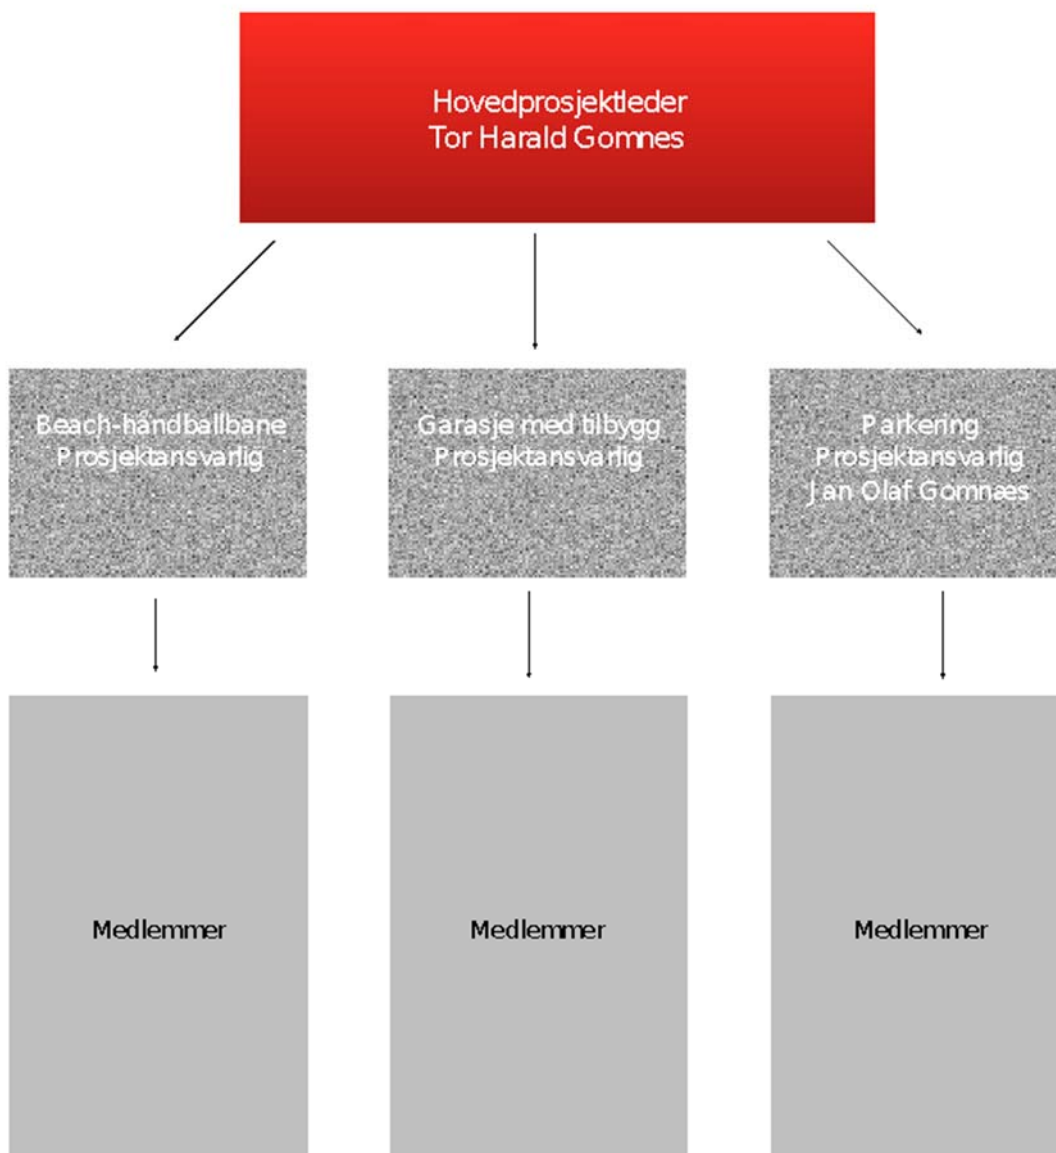 Hovedprosjektleder
Tor Harald Gomnes
Beach-håndballbane
Prosjektansvarlig
Garasje med tilbygg
Prosjektansvarlig
Parkering
Prosjektansvarlig
Jan Olaf Gomnæs
Medlemmer
Medlemmer
Medlemmer